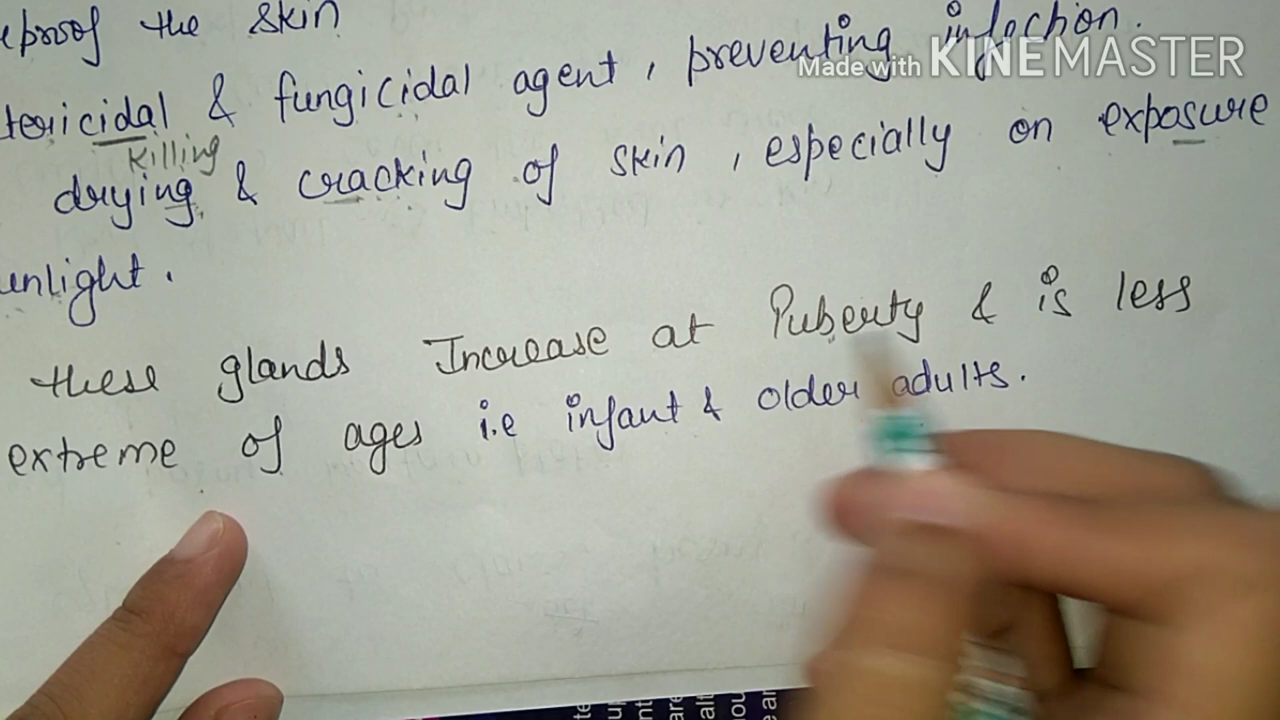 eproof the skin
Made with KINEMASTER
tericidal & fungicidal agent, preventing infection.
Killing
drying & cracking of skin, especially on exposure
unlight.
these glands Increase at Puberty & is less
extreme of ages i.e infant & older adults.